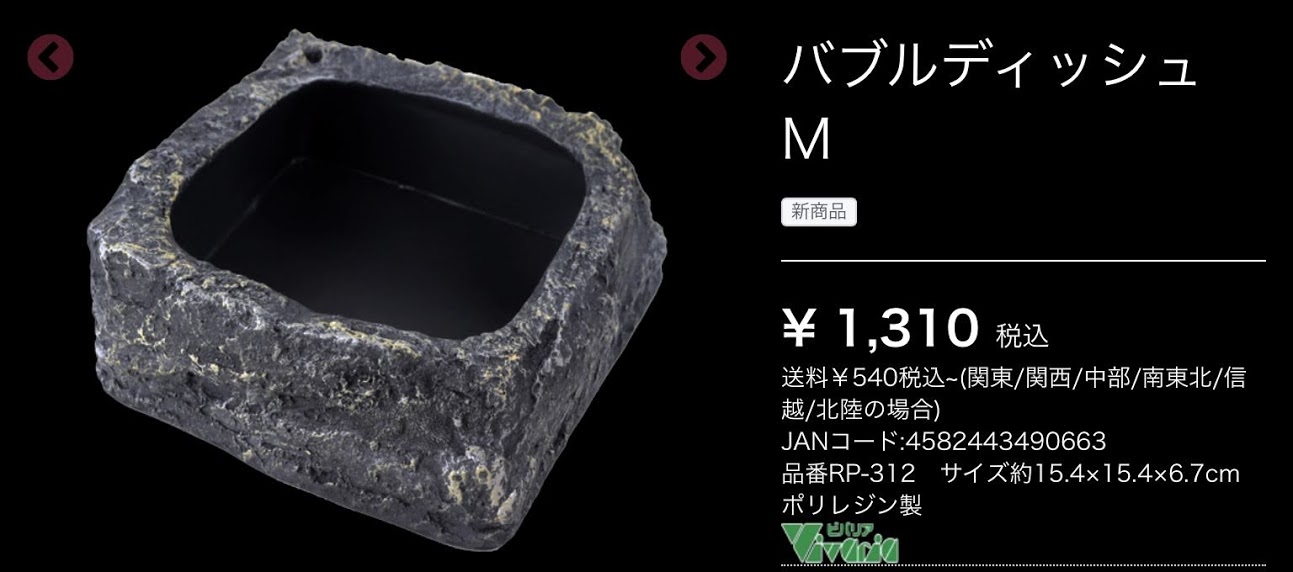 バブルディッシュ
M
新商品
￥1,310 税込
送料￥540税込~(関東/関西/中部/南東北/信
越/北陸の場合)
JANコード:4582443490663
品番RP-312　サイズ約15.4×15.4×6.7cm
ポリレジン製
ビバリア
Vivaria